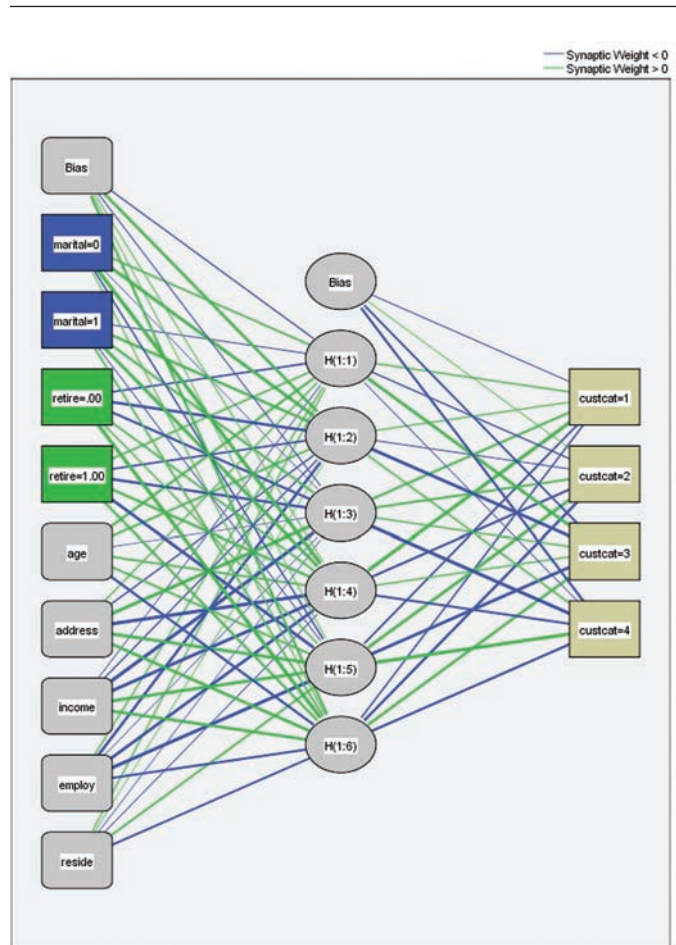 Synaptic Weight < 0
Synaptic Weight > 0
Bias
marital=0
marital=1
retire=.00
retire=1.00
age
address
income
employ
reside
Bias
H(1:1)
H(1:2)
H(1:3)
H(1:4)
H(1:5)
H(1:6)
custcat=1
custcat=2
custcat=3
custcat=4